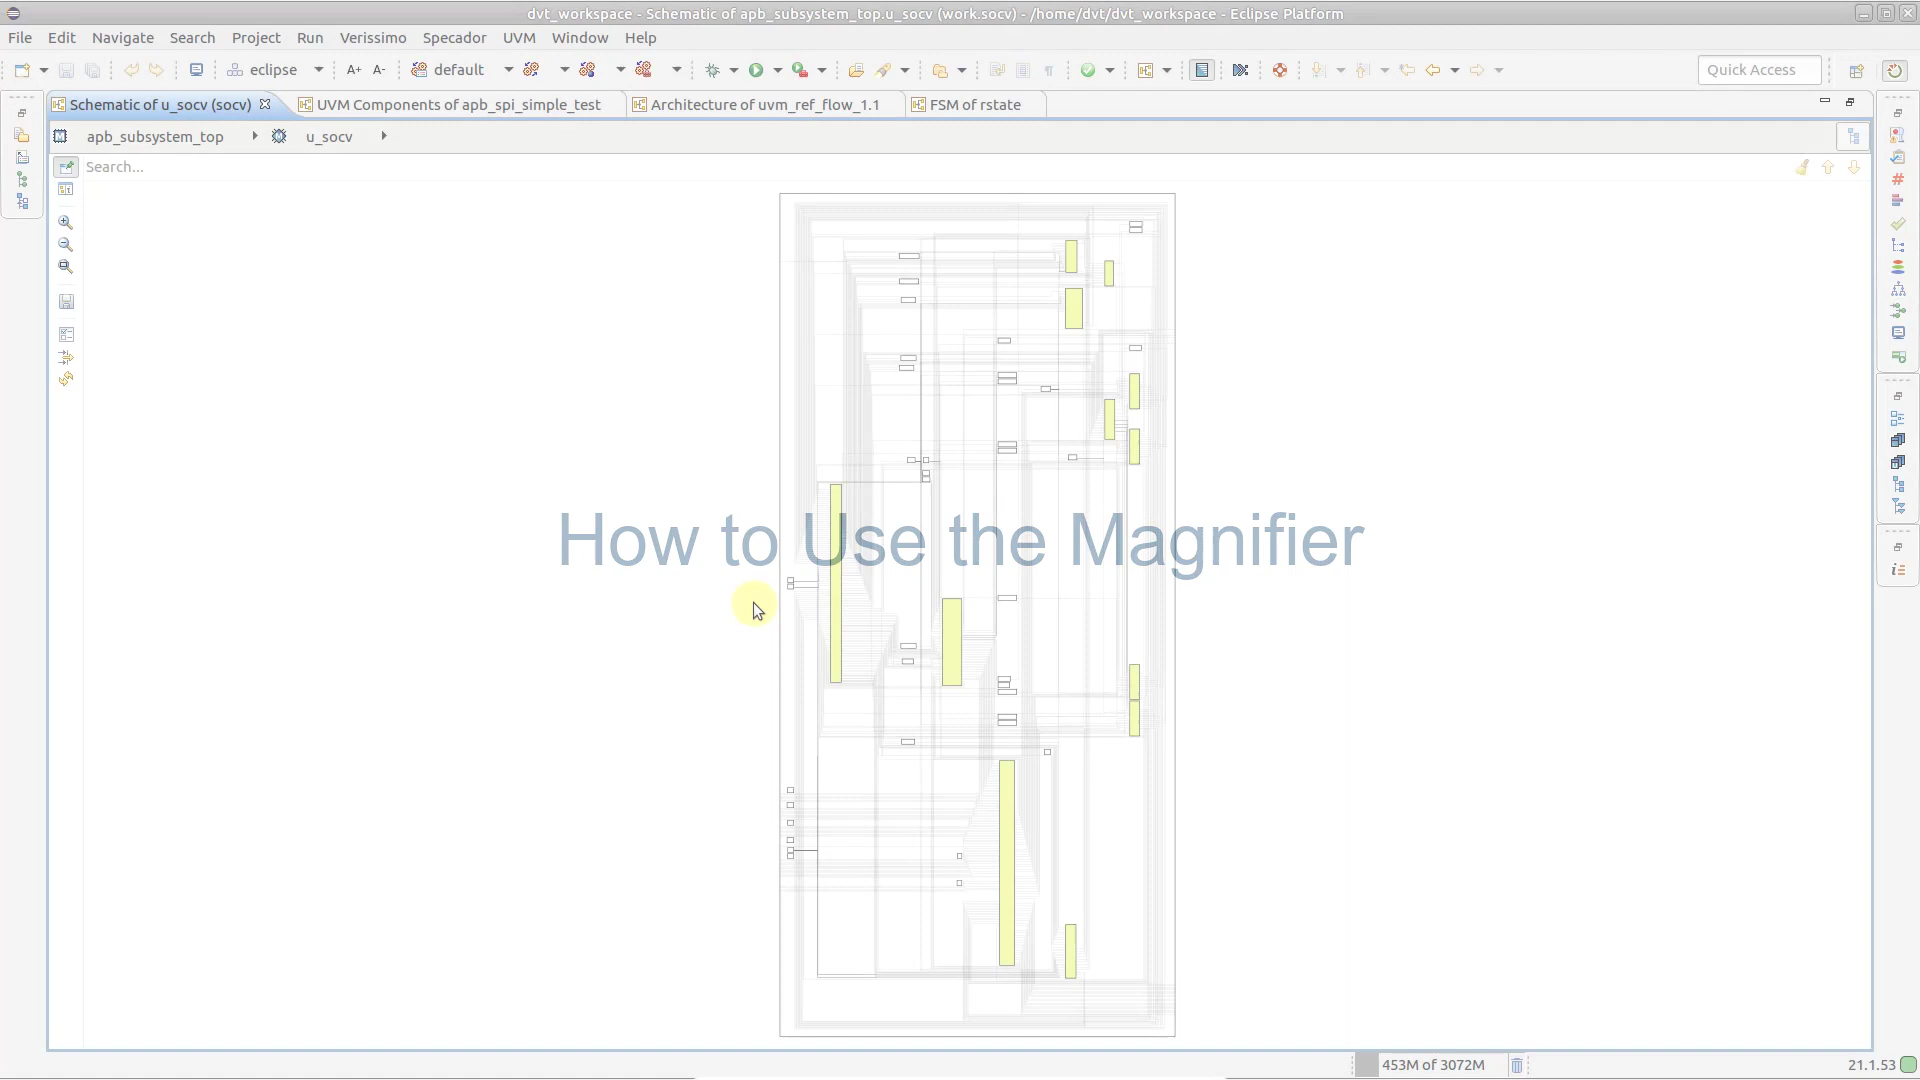 dvt_workspace - Schematic of apb_subsystem_top.u_socv (work.socv) - /home/dvt/dvt_workspace - Eclipse Platform
File Edit Navigate Search Project Run Verissimo Specador UVM Window Help
eclipse A+ A- default Quick Access
Schematic of u_socv (socv) UVM Components of apb_spi_simple_test Architecture of uvm_ref_flow_1.1 FSM of rstate
apb_subsystem_top u_socv
Search...
How to Use the Magnifier
453M of 3072M 21.1.53